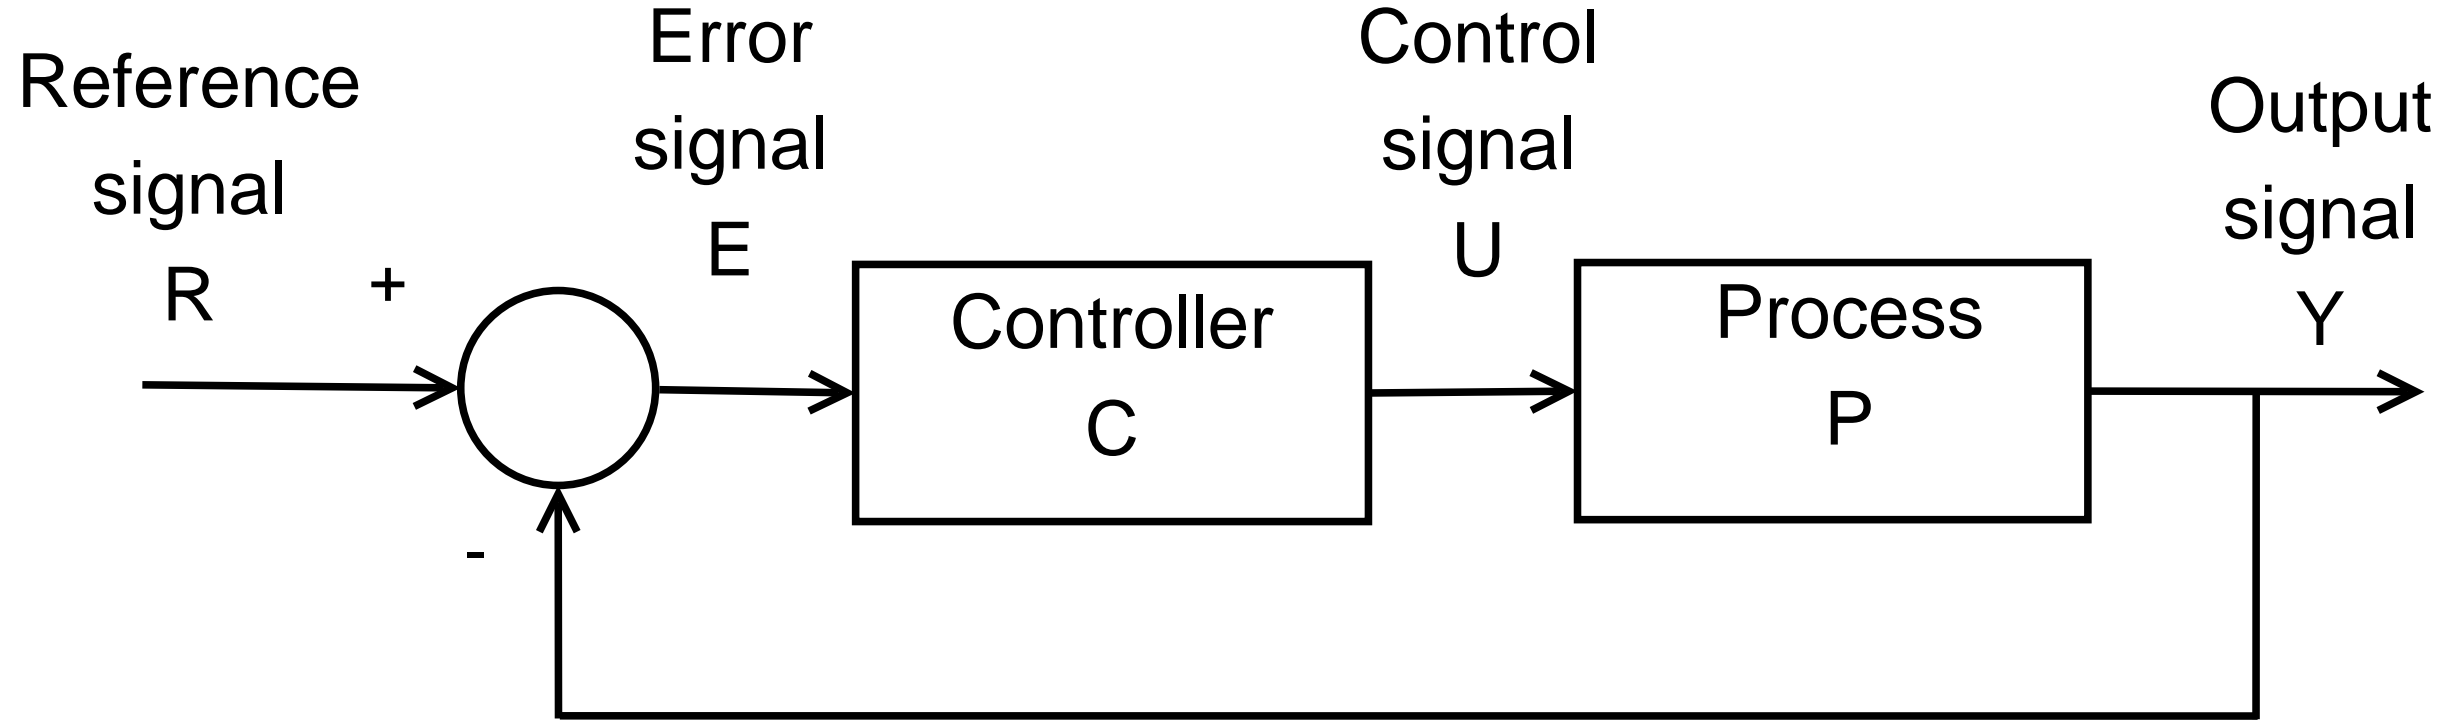 Reference
signal
R
+
-
Error
signal
E
Controller
C
Control
signal
U
Process
P
Output
signal
Y